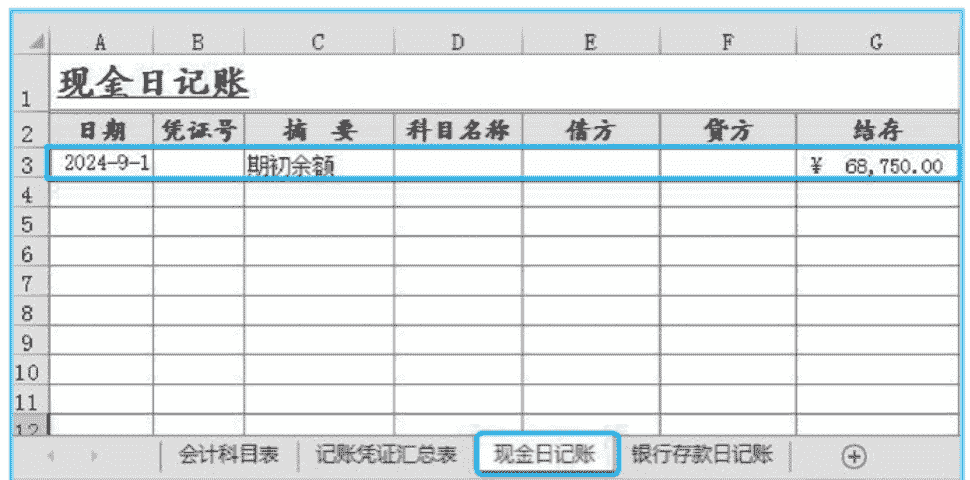 A B C D E F G
1 现金日记账
2 日期 凭证号 摘 要 科目名称 借方 贷方 结存
3 2024-9-1 期初余额 ¥ 68,750.00
4
5
6
7
8
9
10
11
12
会计科目表 记账凭证汇总表 现金日记账 银行存款日记账